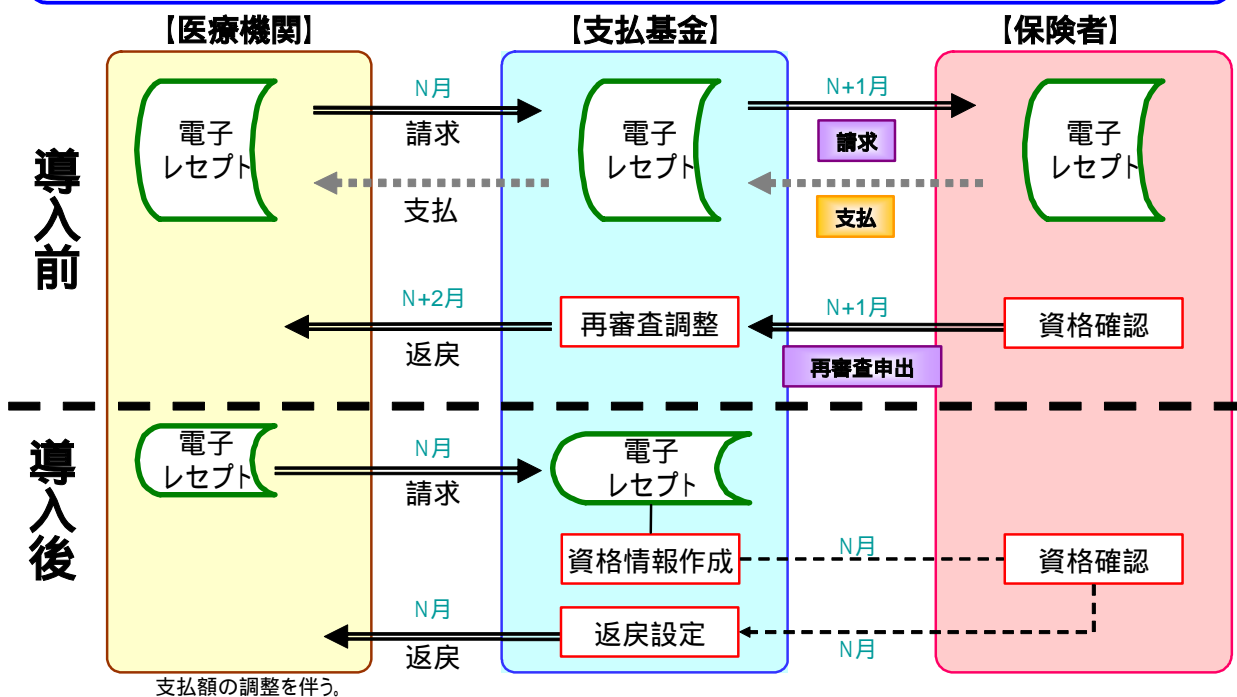 【医療機関】
【支払基金】
【保険者】
導入前
電子
レセプト
N月
請求
支払
電子
レセプト
N+1月
請求
支払
電子
レセプト
N+2月
返戻
再審査調整
N+1月
再審査申出
資格確認
導入後
電子
レセプト
N月
請求
電子
レセプト
資格情報作成
N月
資格確認
N月
返戻
返戻設定
N月
支払額の調整を伴う。